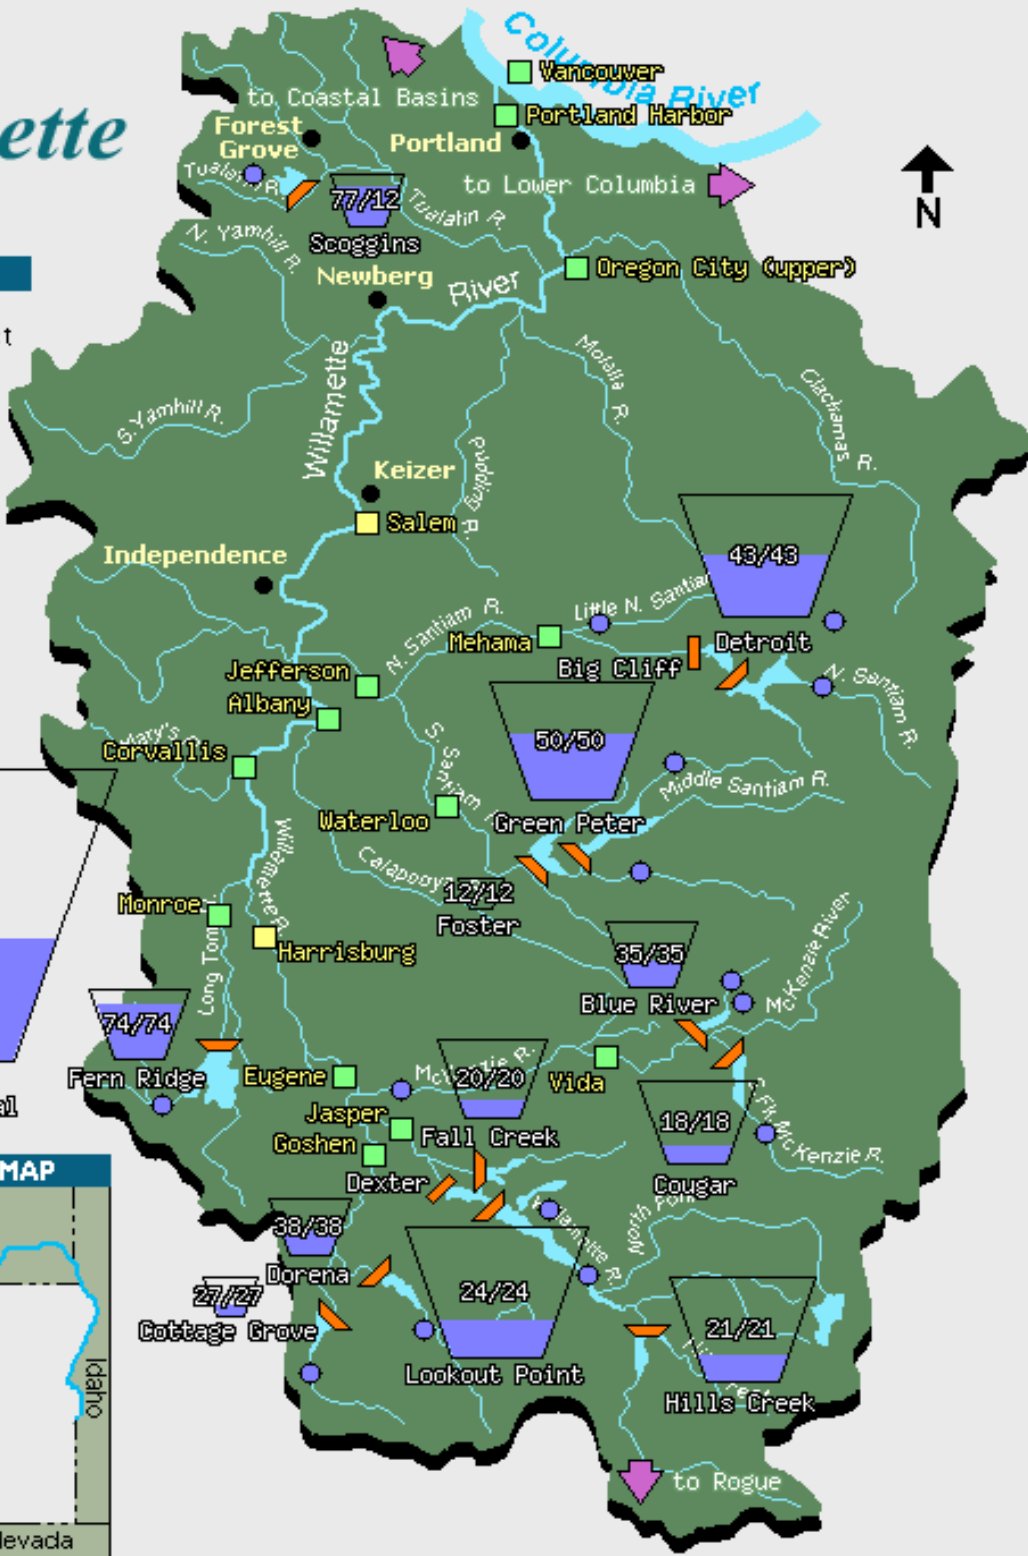 Columbia River
Vancouver
to Coastal Basins
Portland Harbor
ette
Forest
Grove
Portland
Tualatin R.
77/12
to Lower Columbia
Tualatin R.
N
N. Yamhill R.
Scoggins
Newberg
River
Oregon City (upper)
t
Willamette
Molalla R.
Clackamas R.
S. Yamhill R.
Keizer
Pudding R.
Salem
43/43
Independence
Little N. Santiam
N. Santiam R.
Mehama
Detroit
Big Cliff
Jefferson
N. Santiam R.
Albany
Mary's
50/50
Corvallis
S. Santiam
Middle Santiam R.
Waterloo
Green Peter
Willamette R.
Calapooya
12/12
Foster
Monroe
Harrisburg
35/35
McKenzie River
Long Tom
Blue River
74/74
McKenzie R.
Fern Ridge
Eugene
20/20
Vida
al
Jasper
Fall Creek
18/18
S. Fk. McKenzie R.
Goshen
Dexter
Cougar
MAP
Willamette R.
North Fork
38/38
Dorena
24/24
27/27
Cottage Grove
21/21
Lookout Point
Hills Creek
Idaho
to Rogue
Nevada